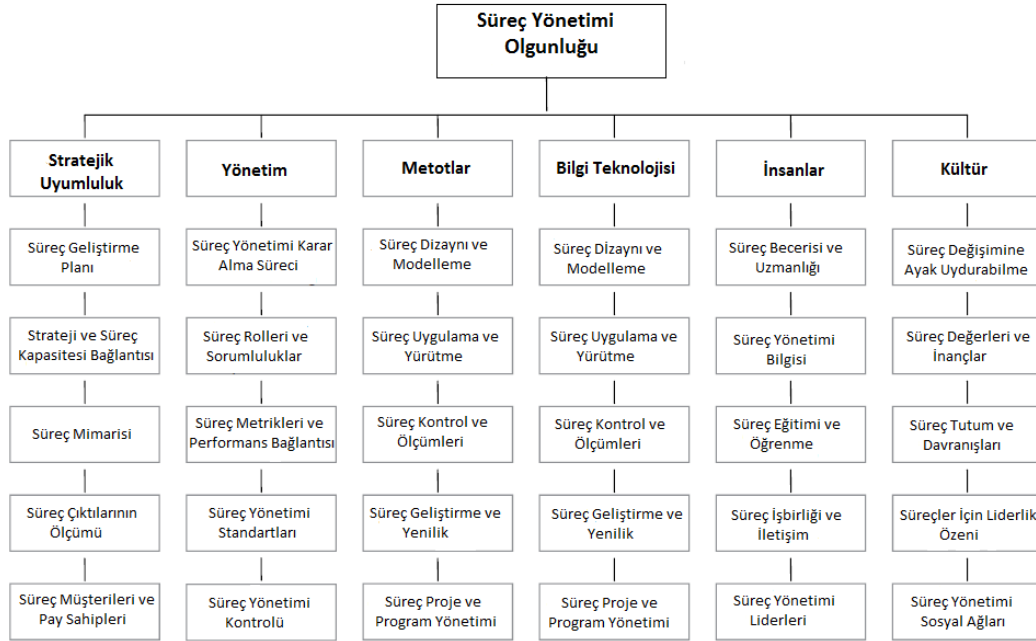 Süreç Yönetimi
Olgunluğu
Stratejik
Uyumluluk
Yönetim
Metotlar
Bilgi Teknolojisi
İnsanlar
Kültür
Süreç Geliştirme
Planı
Süreç Yönetimi Karar
Alma Süreci
Süreç Dizaynı ve
Modelleme
Süreç Dizaynı ve
Modelleme
Süreç Becerisi ve
Uzmanlığı
Süreç Değişimine
Ayak Uydurabilme
Strateji ve Süreç
Kapasitesi Bağlantısı
Süreç Rolleri ve
Sorumluluklar
Süreç Uygulama ve
Yürütme
Süreç Uygulama ve
Yürütme
Süreç Yönetimi
Bilgisi
Süreç Değerleri ve
İnançlar
Süreç Mimarisi
Süreç Metrikleri ve
Performans Bağlantısı
Süreç Kontrol ve
Ölçümleri
Süreç Kontrol ve
Ölçümleri
Süreç Eğitimi ve
Öğrenme
Süreç Tutum ve
Davranışları
Süreç Çıktılarının
Ölçümü
Süreç Yönetimi
Standartları
Süreç Geliştirme ve
Yenilik
Süreç Geliştirme ve
Yenilik
Süreç İşbirliği ve
İletişim
Süreçler İçin Liderlik
Özeni
Süreç Müşterileri ve
Pay Sahipleri
Süreç Yönetimi
Kontrolü
Süreç Proje ve
Program Yönetimi
Süreç Proje ve
Program Yönetimi
Süreç Yönetimi
Liderleri
Süreç Yönetimi
Sosyal Ağları